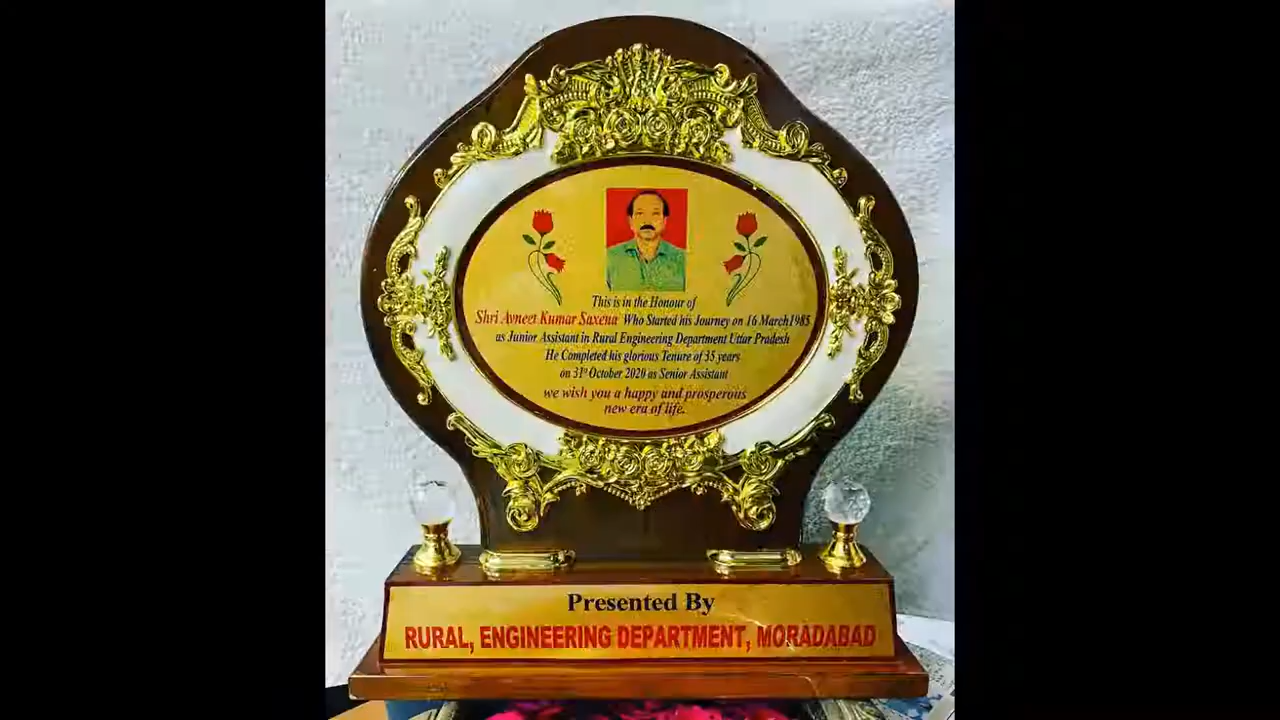 This is in the Honour of
Shri Avneet Kumar Saxena Who Started his Journey on 16 March1985
as Junior Assistant in Rural Engineering Department Uttar Pradesh
He Completed his glorious Tenure of 35 years
on 31st October 2020 as Senior Assistant
we wish you a happy and prosperous
new era of life.
Presented By
RURAL, ENGINEERING DEPARTMENT, MORADABAD